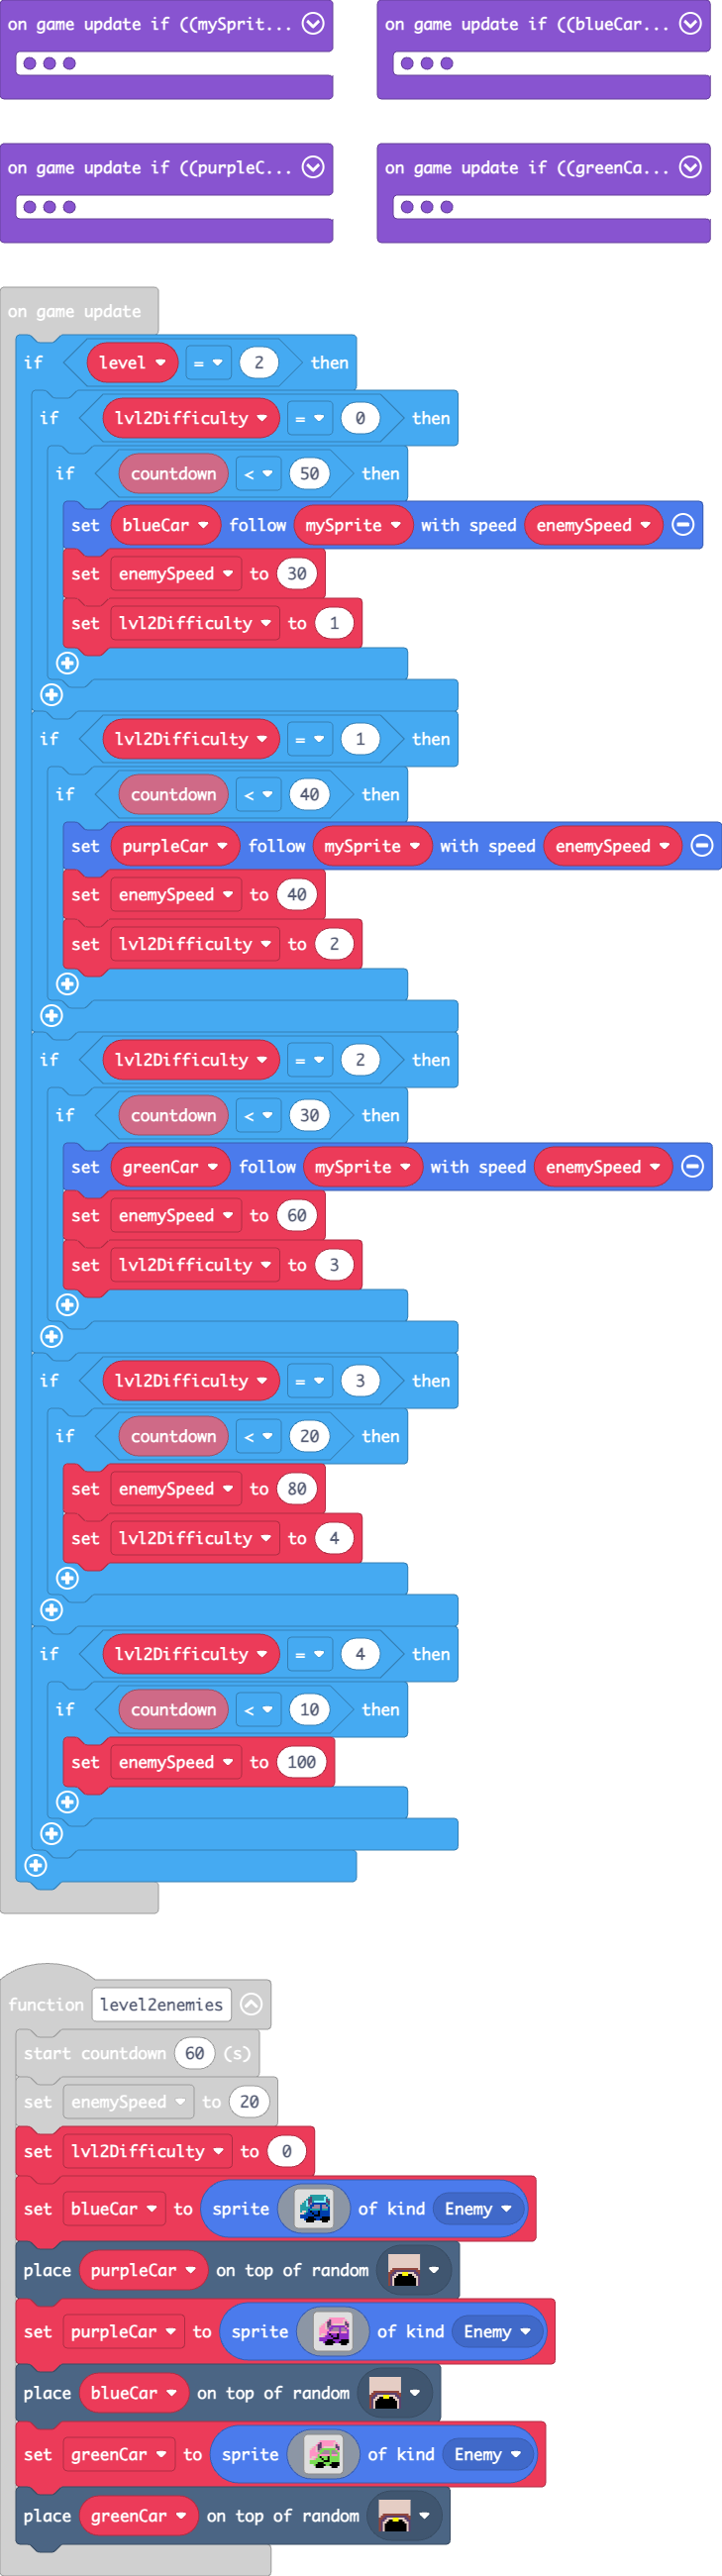 on game update if ((mySprit...
on game update if ((blueCar...
on game update if ((purpleC...
on game update if ((greenCa...
on game update
if level = 2 then
if lvl2Difficulty = 0 then
if countdown < 50 then
set blueCar follow mySprite with speed enemySpeed
set enemySpeed to 30
set lvl2Difficulty to 1
if lvl2Difficulty = 1 then
if countdown < 40 then
set purpleCar follow mySprite with speed enemySpeed
set enemySpeed to 40
set lvl2Difficulty to 2
if lvl2Difficulty = 2 then
if countdown < 30 then
set greenCar follow mySprite with speed enemySpeed
set enemySpeed to 60
set lvl2Difficulty to 3
if lvl2Difficulty = 3 then
if countdown < 20 then
set enemySpeed to 80
set lvl2Difficulty to 4
if lvl2Difficulty = 4 then
if countdown < 10 then
set enemySpeed to 100
function level2enemies
start countdown 60 (s)
set enemySpeed to 20
set lvl2Difficulty to 0
set blueCar to sprite of kind Enemy
place purpleCar on top of random
set purpleCar to sprite of kind Enemy
place blueCar on top of random
set greenCar to sprite of kind Enemy
place greenCar on top of random